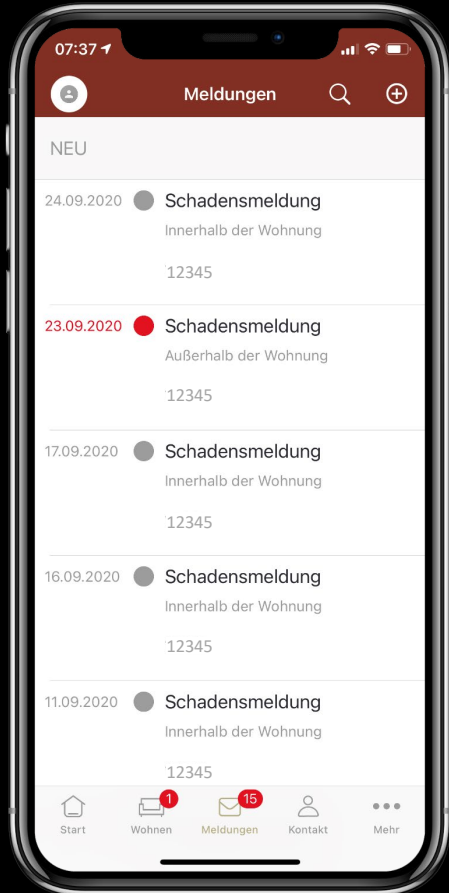 07:37
Meldungen
NEU
24.09.2020 Schadensmeldung
Innerhalb der Wohnung
12345
23.09.2020 Schadensmeldung
Außerhalb der Wohnung
12345
17.09.2020 Schadensmeldung
Innerhalb der Wohnung
12345
16.09.2020 Schadensmeldung
Innerhalb der Wohnung
12345
11.09.2020 Schadensmeldung
Innerhalb der Wohnung
12345
1 15
Start Wohnen Meldungen Kontakt Mehr